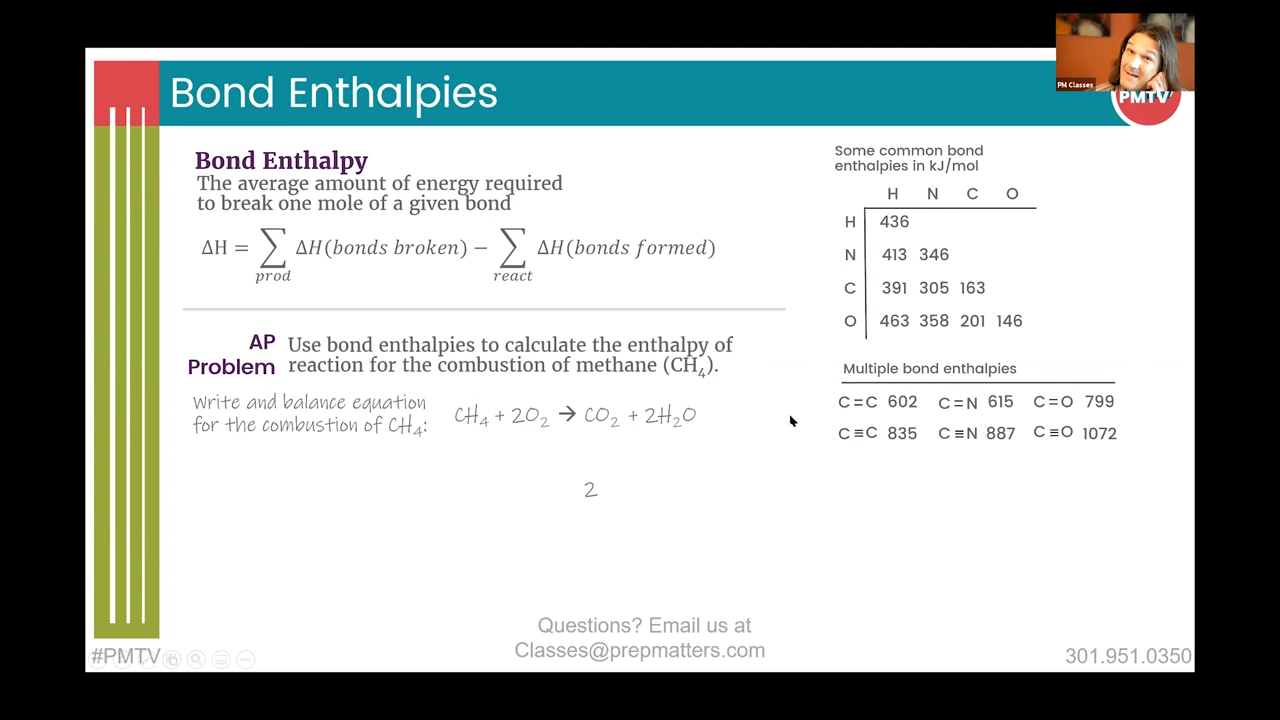 Bond Enthalpies
PM Classes
PMTV
Bond Enthalpy
The average amount of energy required
to break one mole of a given bond
ΔH = ∑ ΔH(bonds broken) − ∑ ΔH(bonds formed)
prod react
AP
Problem
Use bond enthalpies to calculate the enthalpy of
reaction for the combustion of methane (CH₄).
Write and balance equation
for the combustion of CH₄:
CH₄ + 2O₂ → CO₂ + 2H₂O
2
Some common bond
enthalpies in kJ/mol
H N C O
H 436
N 413 346
C 391 305 163
O 463 358 201 146
Multiple bond enthalpies
C=C 602 C=N 615 C=O 799
C≡C 835 C≡N 887 C≡O 1072
Questions? Email us at
Classes@prepmatters.com
#PMTV
301.951.0350